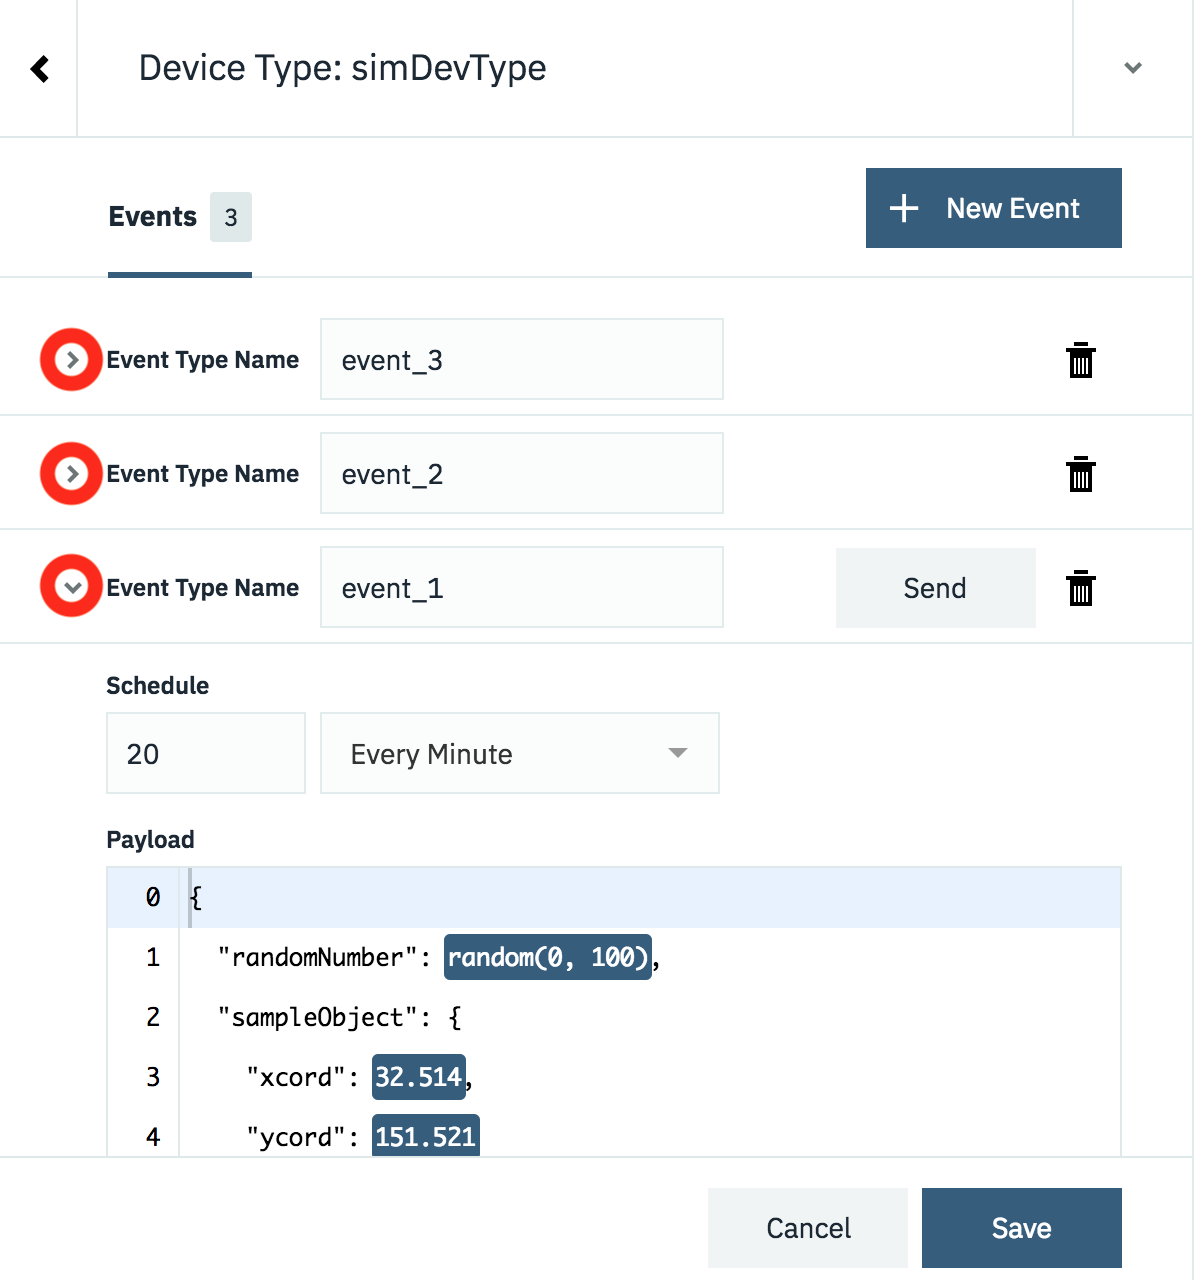 Device Type: simDevType
Events 3
New Event
Event Type Name event_3
Event Type Name event_2
Event Type Name event_1 Send
Schedule
20 Every Minute
Payload
0 {
1 "randomNumber": random(0, 100),
2 "sampleObject": {
3 "xcord": 32.514,
4 "ycord": 151.521
Cancel Save